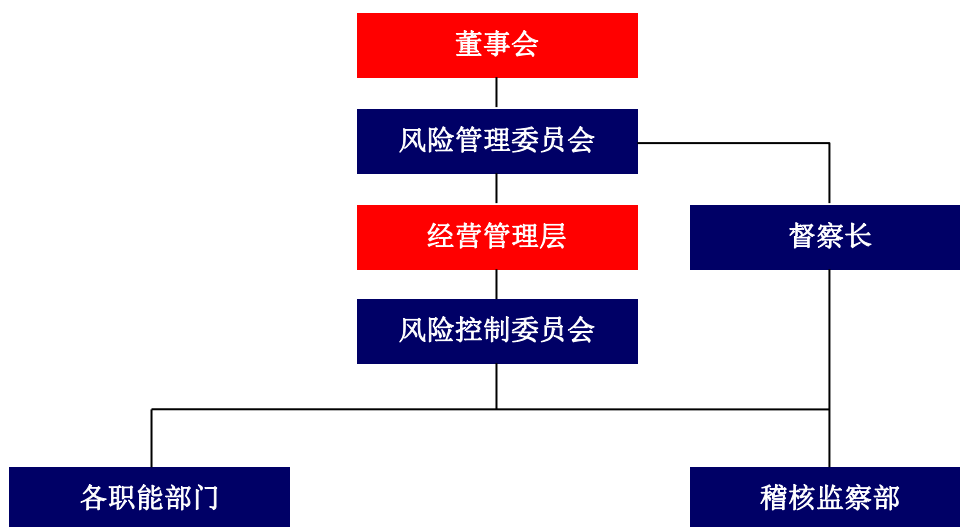 董事会
风险管理委员会
经营管理层
督察长
风险控制委员会
各职能部门
稽核监察部